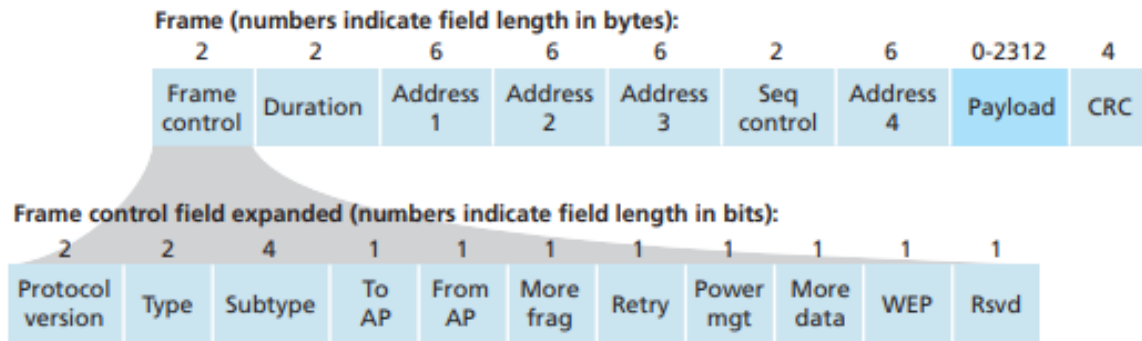 Frame (numbers indicate field length in bytes):
2 2 6 6 6 2 6 0-2312 4
Frame control Duration Address 1 Address 2 Address 3 Seq control Address 4 Payload CRC
Frame control field expanded (numbers indicate field length in bits):
2 2 4 1 1 1 1 1 1 1 1
Protocol version Type Subtype To AP From AP More frag Retry Power mgt More data WEP Rsvd